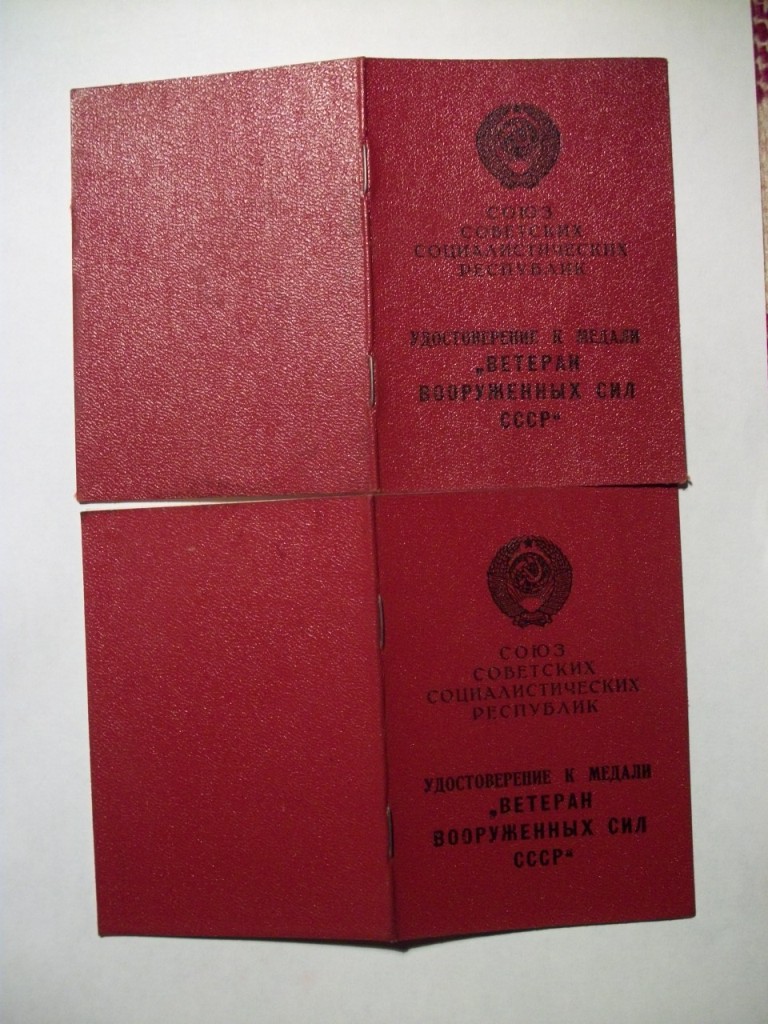 СОЮЗ
СОВЕТСКИХ
СОЦИАЛИСТИЧЕСКИХ
РЕСПУБЛИК
УДОСТОВЕРЕНИЕ К МЕДАЛИ
„ВЕТЕРАН
ВООРУЖЕННЫХ СИЛ
СССР“
СОЮЗ
СОВЕТСКИХ
СОЦИАЛИСТИЧЕСКИХ
РЕСПУБЛИК
УДОСТОВЕРЕНИЕ К МЕДАЛИ
„ВЕТЕРАН
ВООРУЖЕННЫХ СИЛ
СССР“